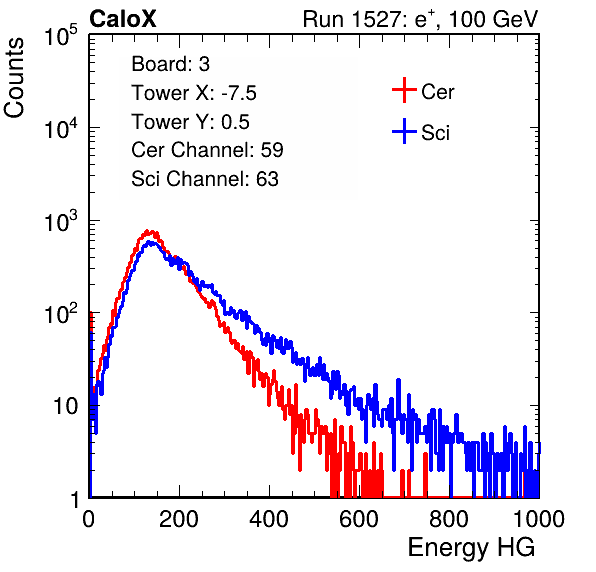 CaloX Run 1527: e⁺, 100 GeV
Counts
Board: 3
Tower X: -7.5
Tower Y: 0.5
Cer Channel: 59
Sci Channel: 63
Cer
Sci
10⁵
10⁴
10³
10²
10
1
0 200 400 600 800 1000
Energy HG